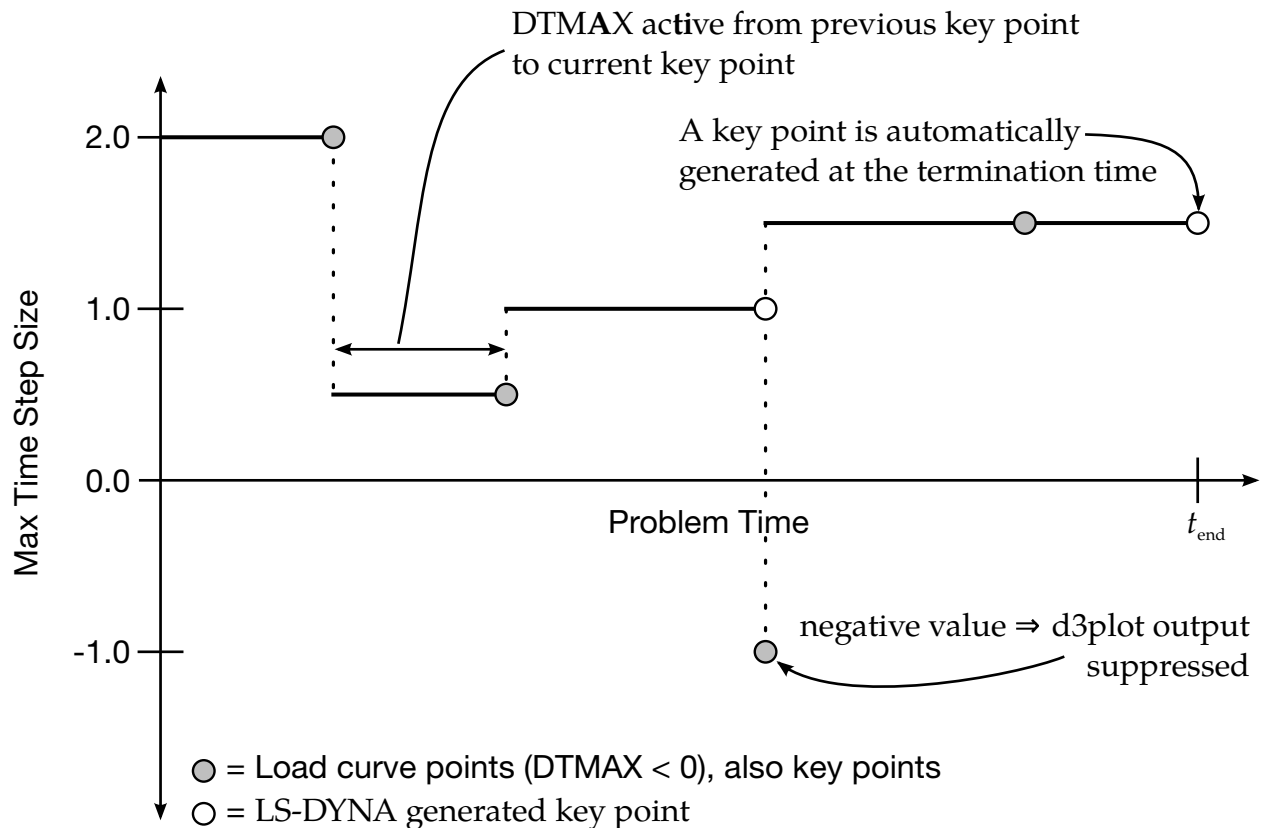 DTMAX active from previous key point
to current key point
A key point is automatically
generated at the termination time
2.0
1.0
0.0
-1.0
Max Time Step Size
Problem Time
t_end
negative value ⇒ d3plot output
suppressed
= Load curve points (DTMAX < 0), also key points
= LS-DYNA generated key point